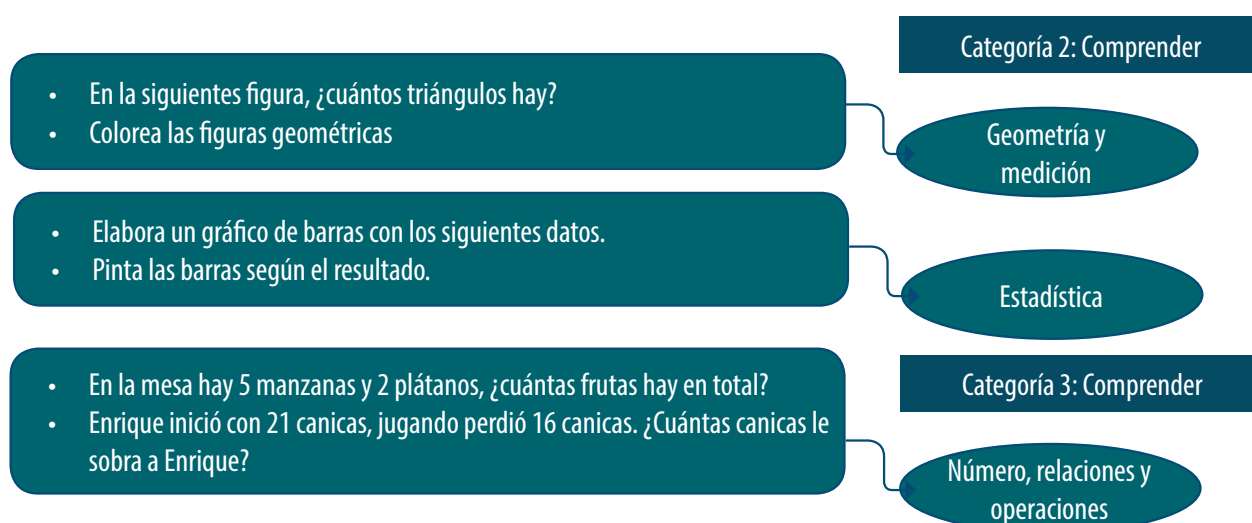 Categoría 2: Comprender
• En la siguientes figura, ¿cuántos triángulos hay?
• Colorea las figuras geométricas
Geometría y
medición
• Elabora un gráfico de barras con los siguientes datos.
• Pinta las barras según el resultado.
Estadística
Categoría 3: Comprender
• En la mesa hay 5 manzanas y 2 plátanos, ¿cuántas frutas hay en total?
• Enrique inició con 21 canicas, jugando perdió 16 canicas. ¿Cuántas canicas le
sobra a Enrique?
Número, relaciones y
operaciones